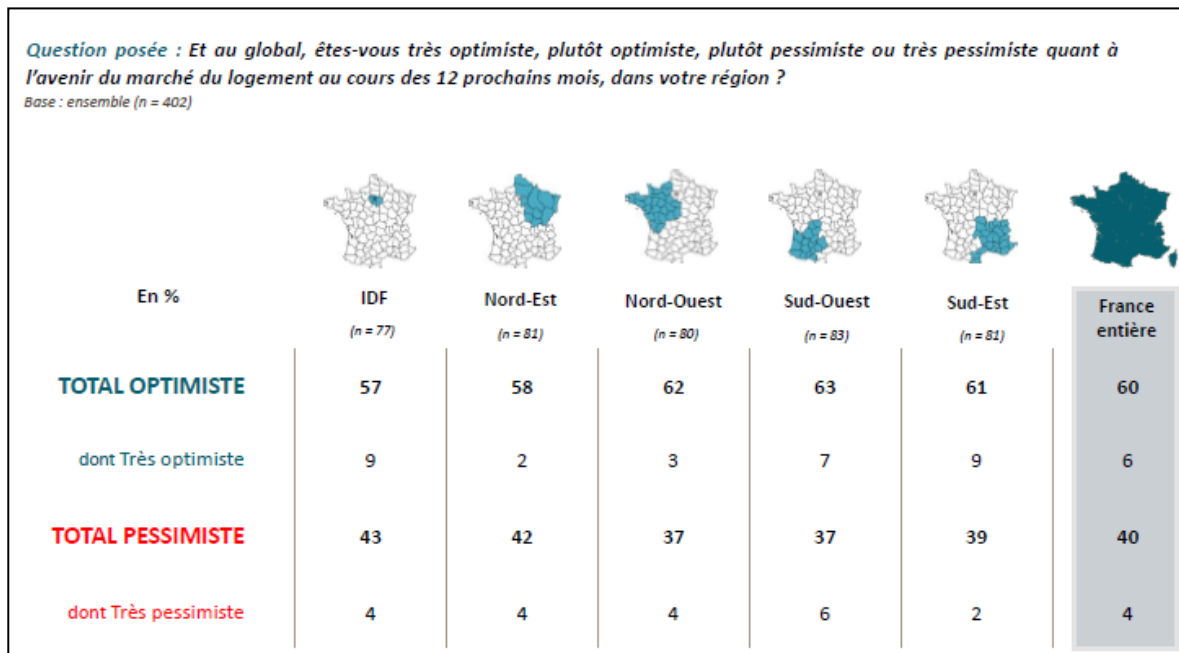 Question posée : Et au global, êtes-vous très optimiste, plutôt optimiste, plutôt pessimiste ou très pessimiste quant à
l'avenir du marché du logement au cours des 12 prochains mois, dans votre région ?
Base : ensemble (n = 402)
En % IDF Nord-Est Nord-Ouest Sud-Ouest Sud-Est France
entière
(n = 77) (n = 81) (n = 80) (n = 83) (n = 81)
TOTAL OPTIMISTE 57 58 62 63 61 60
dont Très optimiste 9 2 3 7 9 6
TOTAL PESSIMISTE 43 42 37 37 39 40
dont Très pessimiste 4 4 4 6 2 4